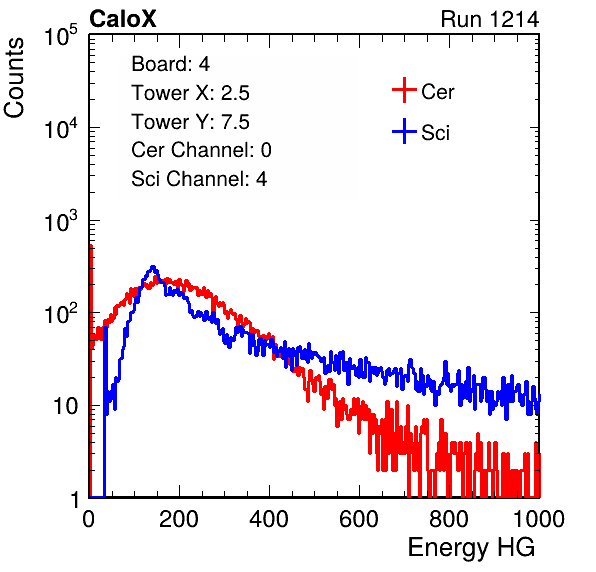 CaloX Run 1214
Counts
10^5
10^4
10^3
10^2
10
1
Board: 4
Tower X: 2.5
Tower Y: 7.5
Cer Channel: 0
Sci Channel: 4
Cer
Sci
0 200 400 600 800 1000
Energy HG